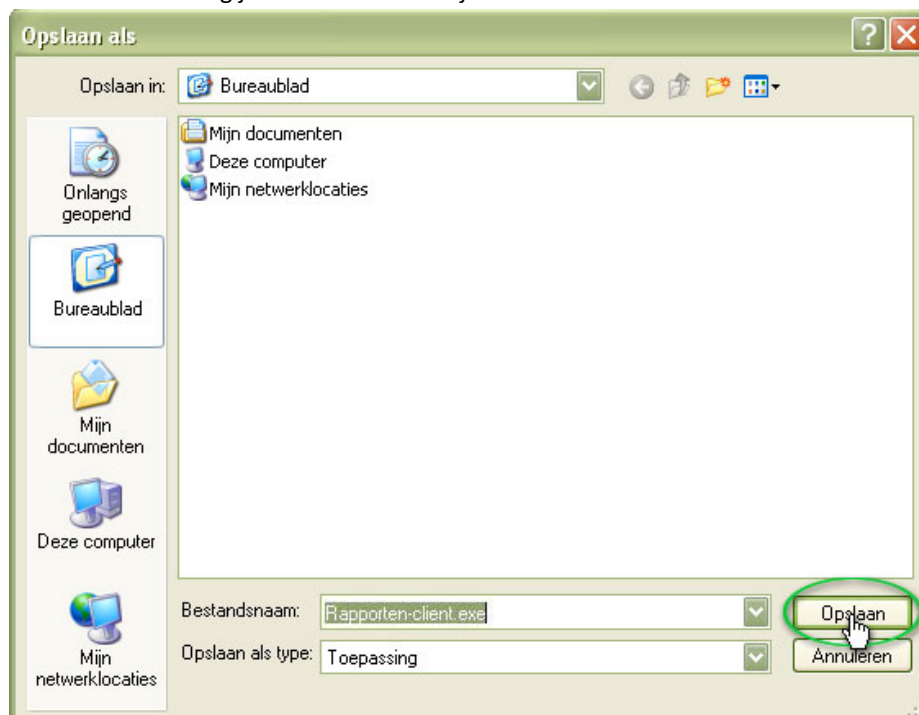 Opslaan als
Opslaan in:
Bureaublad
Mijn documenten
Deze computer
Mijn netwerklocaties
Onlangs
geopend
Bureaublad
Mijn
documenten
Deze computer
Mijn
netwerklocaties
Bestandsnaam:
Rapporten-client.exe
Opslaan
Opslaan als type:
Toepassing
Annuleren